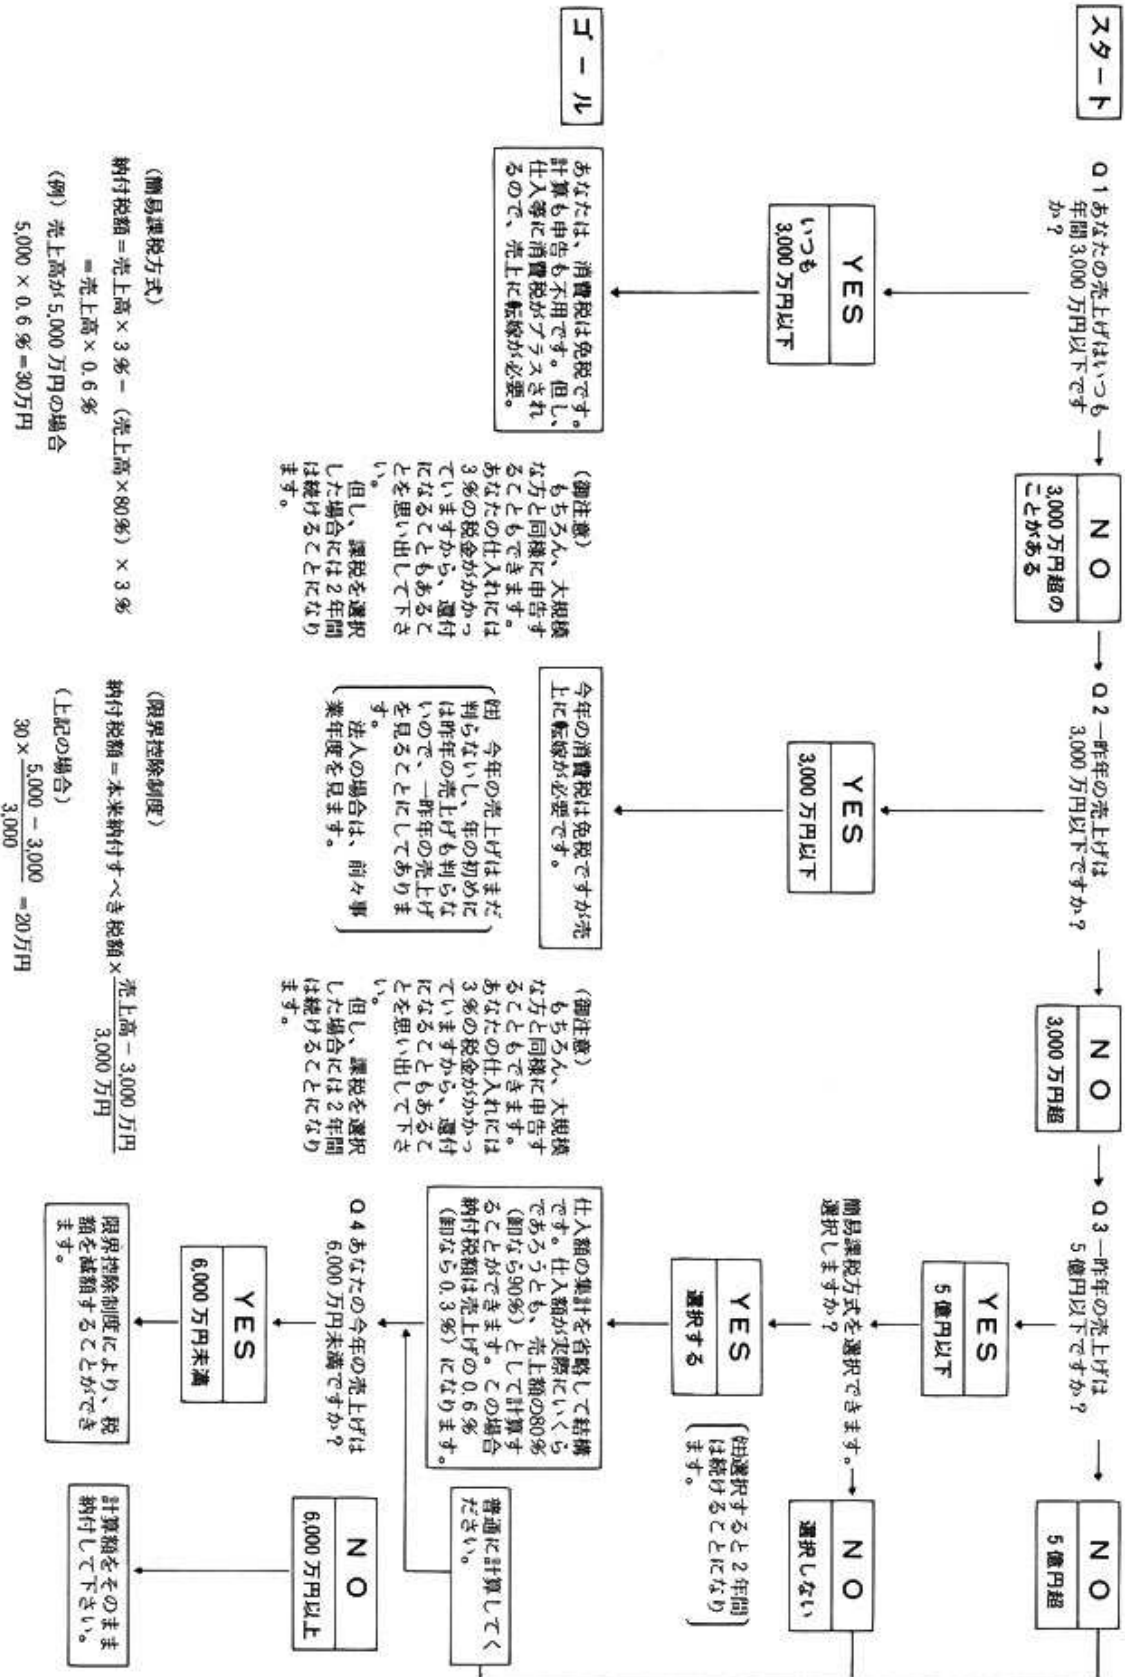 スタート
Q1 あなたの売上げはいつも
年間3,000万円以下です
か?
NO
3,000万円超の
ことがある
Q2 一昨年の売上げは
3,000万円以下ですか?
NO
3,000万円超
Q3 一昨年の売上げは
5億円以下ですか?
NO
5億円超
YES
いつも
3,000万円以下
YES
3,000万円以下
YES
5億円以下
簡易課税方式を選択できます。
選択しますか?
NO
選択しない
YES
選択する
(注)選択すると2年間
は続けることになり
ます。
ゴール
あなたは、消費税は免税です。
計算も申告も不用です。但し、
仕入等に消費税がプラスされ
るので、売上に転嫁が必要。
(御注意)
もちろん、大規模
な方と同様に申告す
ることもできます。
あなたの仕入れには
3%の税金がかかっ
ていますから、還付
になることもあるこ
とを思い出して下さ
い。
但し、課税を選択
した場合には2年間
は続けることになり
ます。
今年の消費税は免税ですが売
上に転嫁が必要です。
(注) 今年の売上げはまだ
判らないし、年の初めに
は昨年の売上げも判らな
いので、一昨年の売上げ
を見ることにしてありま
す。
法人の場合は、前々事
業年度を見ます。
(御注意)
もちろん、大規模
な方と同様に申告す
ることもできます。
あなたの仕入れには
3%の税金がかかっ
ていますから、還付
になることもあるこ
とを思い出して下さ
い。
但し、課税を選択
した場合には2年間
は続けることになり
ます。
仕入額の集計を省略して結構
です。仕入額が実際にいくら
であろうとも、売上額の80%
(卸なら90%)として計算す
ることができます。この場合
納付税額は売上げの0.6%
(卸なら0.3%)になります。
普通に計算してく
ださい。
Q4 あなたの今年の売上げは
6,000万円未満ですか?
NO
6,000万円以上
YES
6,000万円未満
限界控除制度により、税
額を減額することができ
ます。
計算額をそのまま
納付して下さい。
(簡易課税方式)
納付税額=売上高×3%-(売上高×80%)×3%
=売上高×0.6%
(例)売上高が5,000万円の場合
5,000×0.6%=30万円
(限界控除制度)
納付税額=本来納付すべき税額×売上高-3,000万円
3,000万円
(上記の場合)
30×5,000-3,000=20万円
3,000